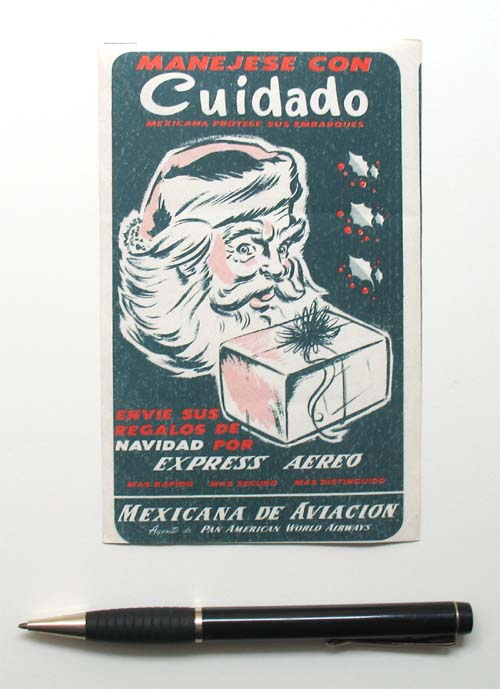 MANEJESE CON
Cuidado
MEXICANA PROTEGE SUS EMBARQUES
ENVIE SUS
REGALOS DE
NAVIDAD POR
EXPRESS AEREO
MAS RAPIDO MAS SEGURO MAS DISTINGUIDO
MEXICANA DE AVIACION
Agente de PAN AMERICAN WORLD AIRWAYS